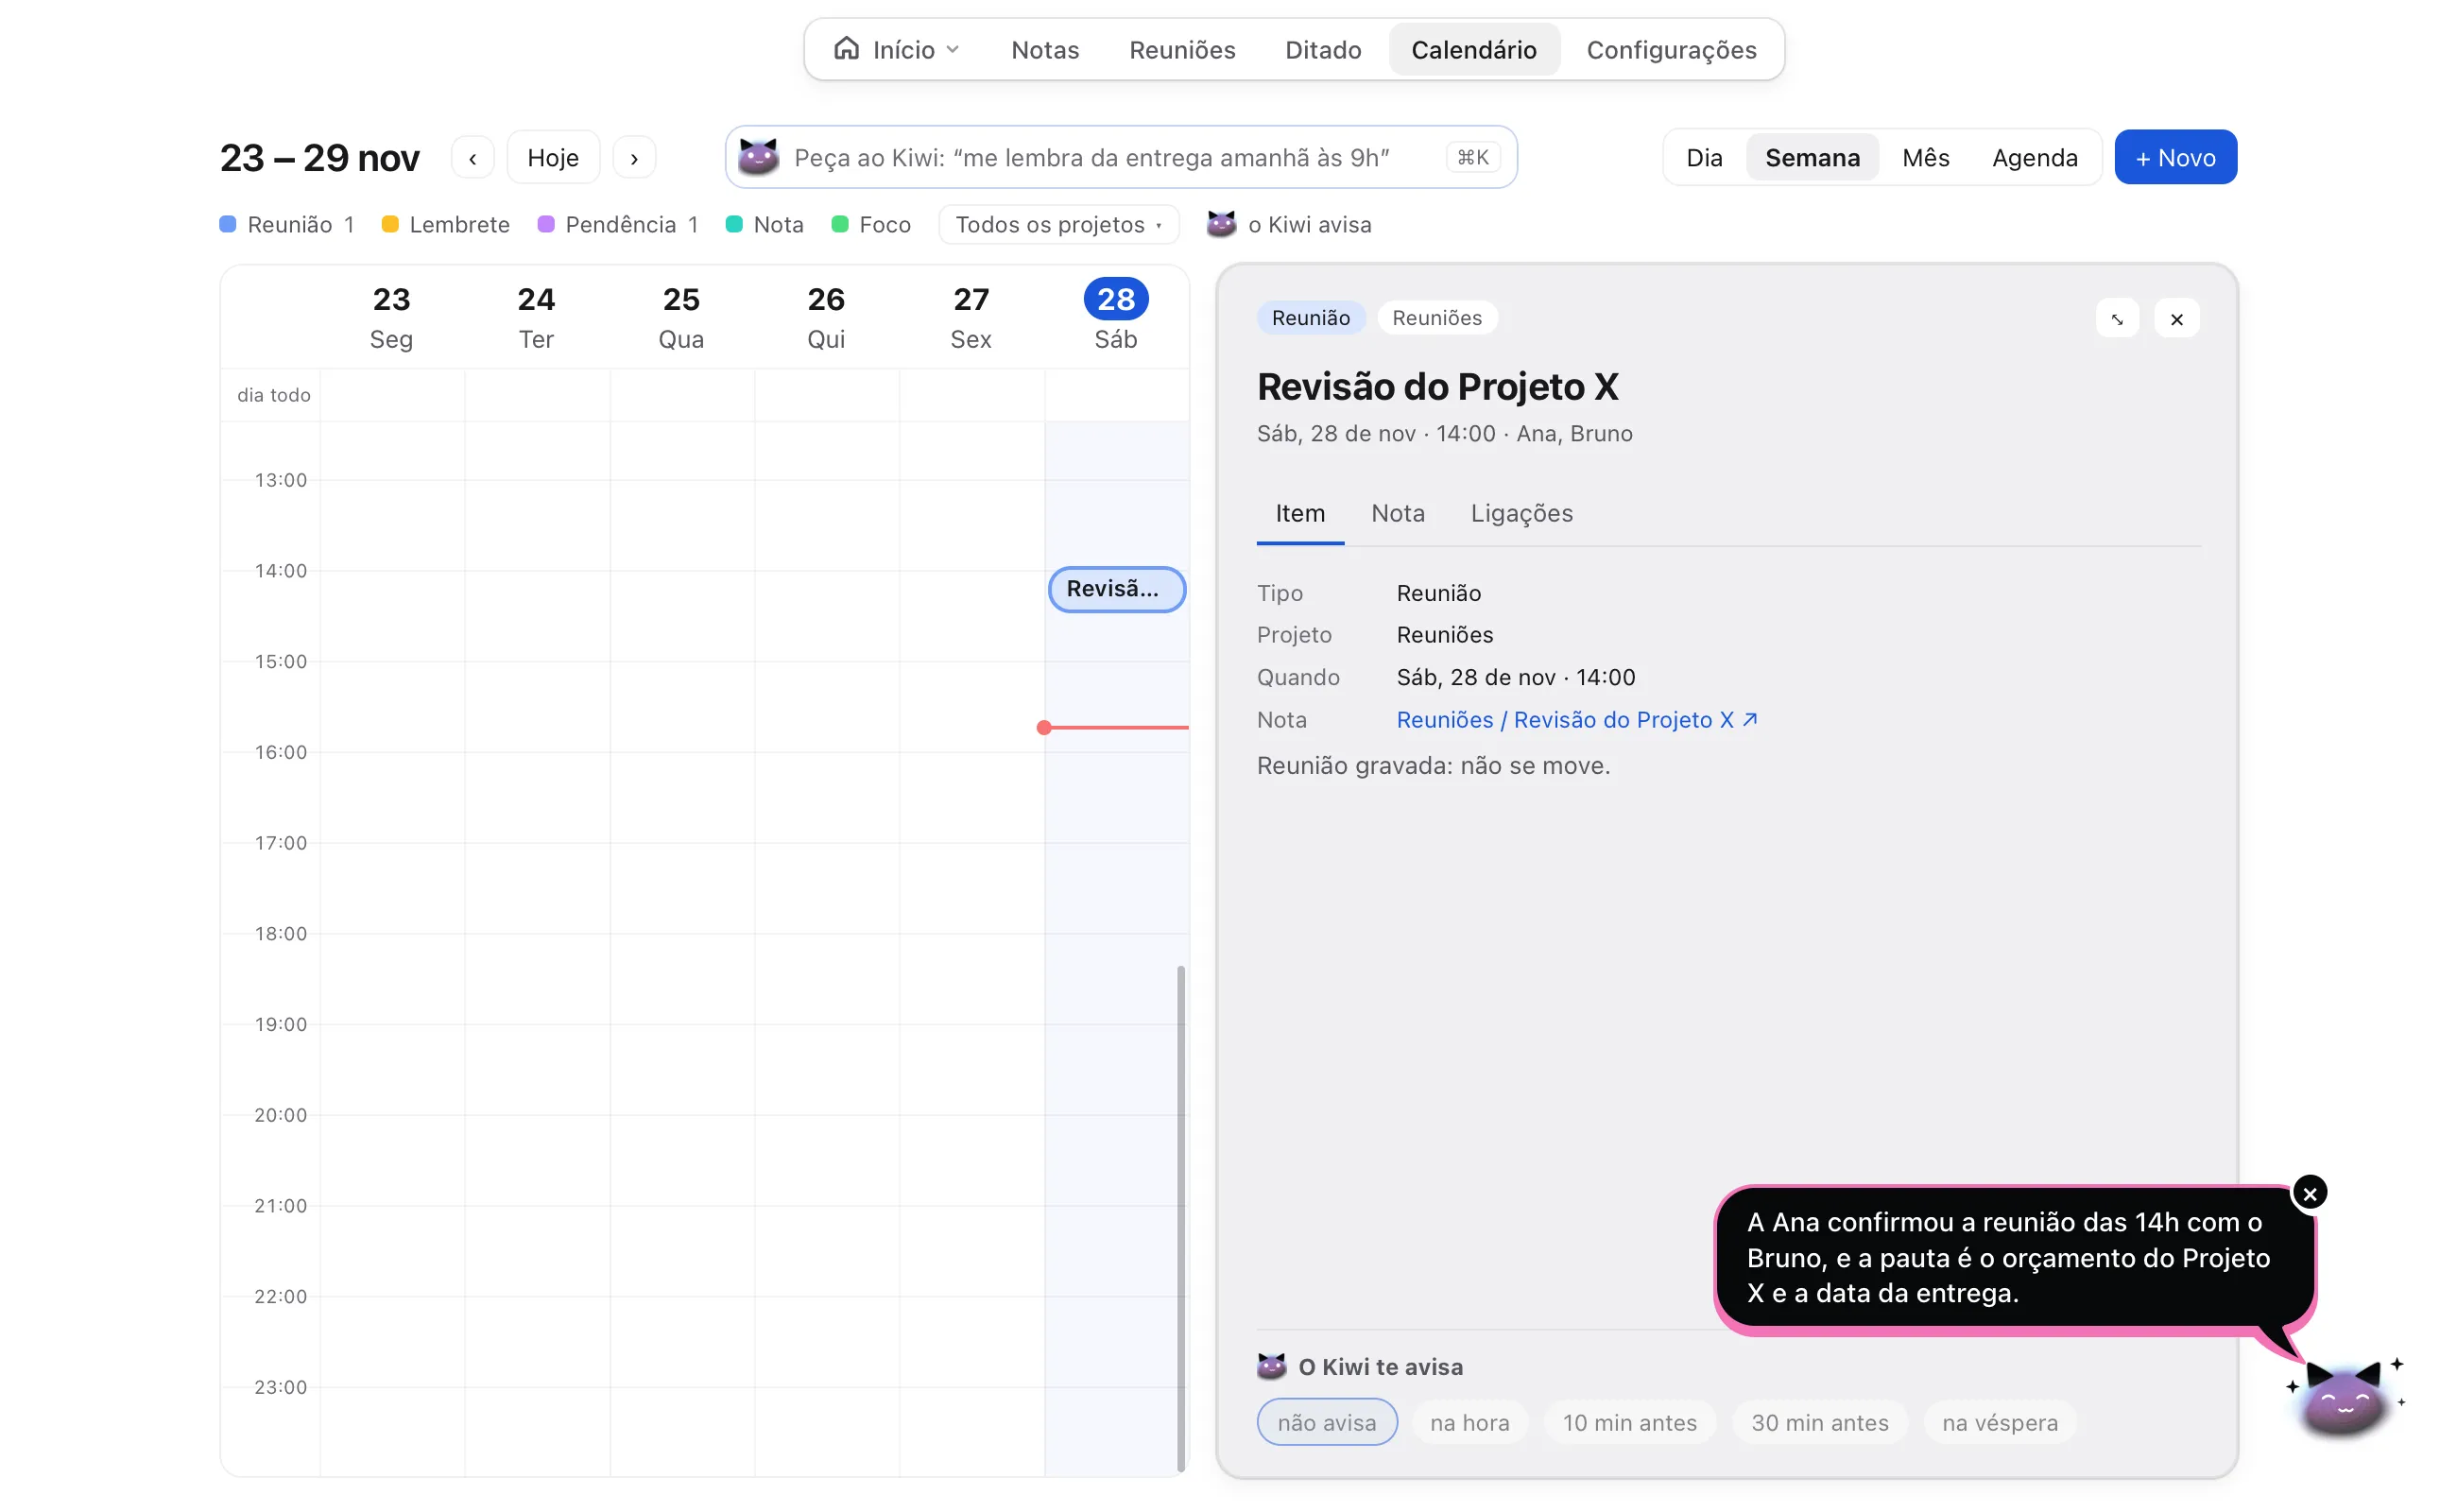 Início
Notas
Reuniões
Ditado
Calendário
Configurações
23 – 29 nov
‹
Hoje
›
Peça ao Kiwi: “me lembra da entrega amanhã às 9h”
⌘K
Dia
Semana
Mês
Agenda
+ Novo
Reunião 1
Lembrete
Pendência 1
Nota
Foco
Todos os projetos
o Kiwi avisa
23
Seg
24
Ter
25
Qua
26
Qui
27
Sex
28
Sáb
dia todo
13:00
14:00
15:00
16:00
17:00
18:00
19:00
20:00
21:00
22:00
23:00
Revisã...
Reunião
Reuniões
Revisão do Projeto X
Sáb, 28 de nov · 14:00 · Ana, Bruno
Item
Nota
Ligações
Tipo Reunião
Projeto Reuniões
Quando Sáb, 28 de nov · 14:00
Nota Reuniões / Revisão do Projeto X ↗
Reunião gravada: não se move.
A Ana confirmou a reunião das 14h com o
Bruno, e a pauta é o orçamento do Projeto
X e a data da entrega.
O Kiwi te avisa
não avisa
na hora
10 min antes
30 min antes
na véspera